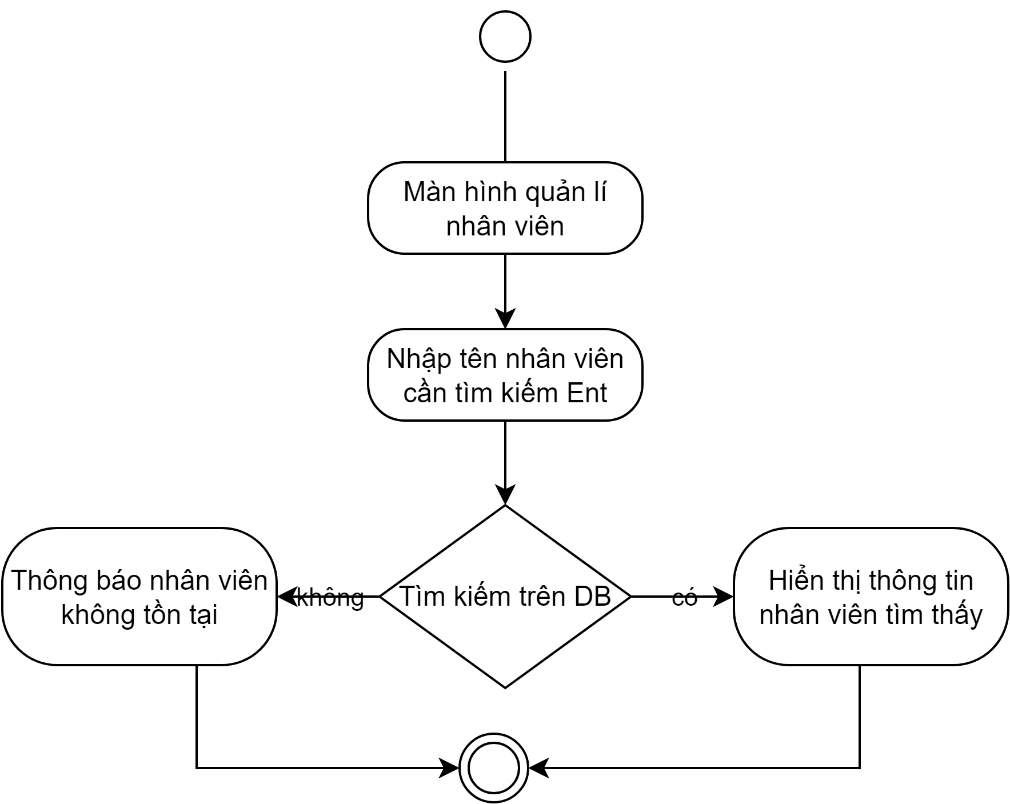 Màn hình quản lí
nhân viên
Nhập tên nhân viên
cần tìm kiếm Ent
Thông báo nhân viên
không tồn tại
không
Tìm kiếm trên DB
có
Hiển thị thông tin
nhân viên tìm thấy